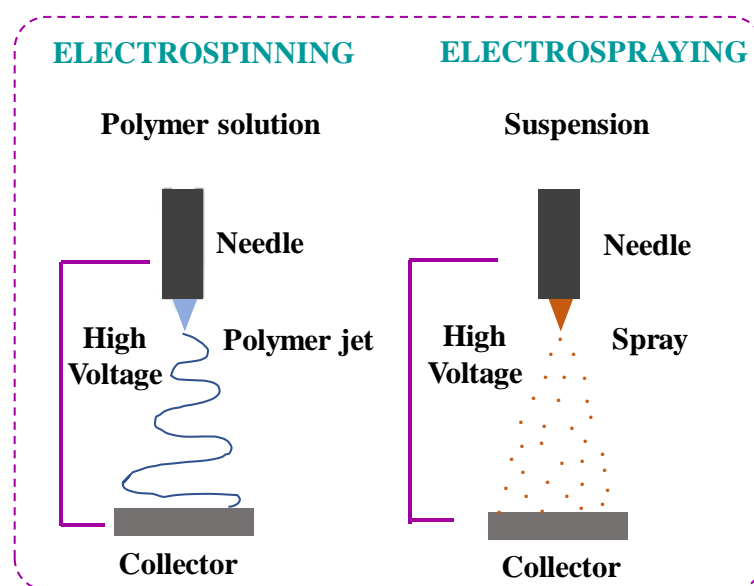 ELECTROSPINNING
Polymer solution
Needle
High
Voltage
Polymer jet
Collector
ELECTROSPRAYING
Suspension
Needle
High
Voltage
Spray
Collector